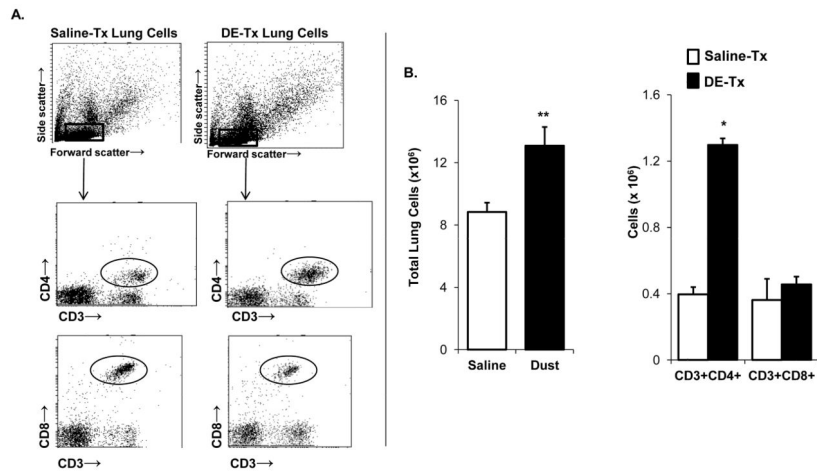 A.
Saline-Tx Lung Cells
DE-Tx Lung Cells
Side scatter→
Forward scatter→
Side scatter→
Forward scatter→
CD4→
CD3→
CD4→
CD3→
CD8→
CD3→
CD8→
CD3→
B.
Total Lung Cells (x10⁶)
16
12
8
4
0
**
Saline
Dust
Saline-Tx
DE-Tx
Cells (x 10⁶)
1.6
1.2
0.8
0.4
0
*
CD3+CD4+
CD3+CD8+